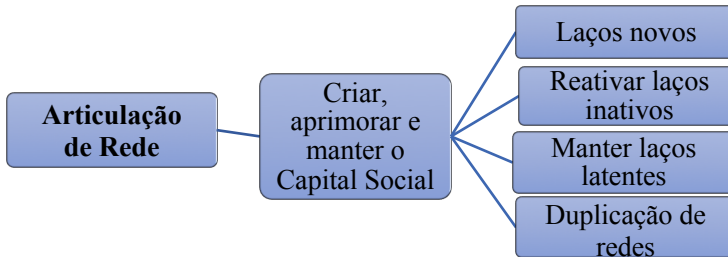 Articulação
de Rede
Criar,
aprimorar e
manter o
Capital Social
Laços novos
Reativar laços
inativos
Manter laços
latentes
Duplicação de
redes